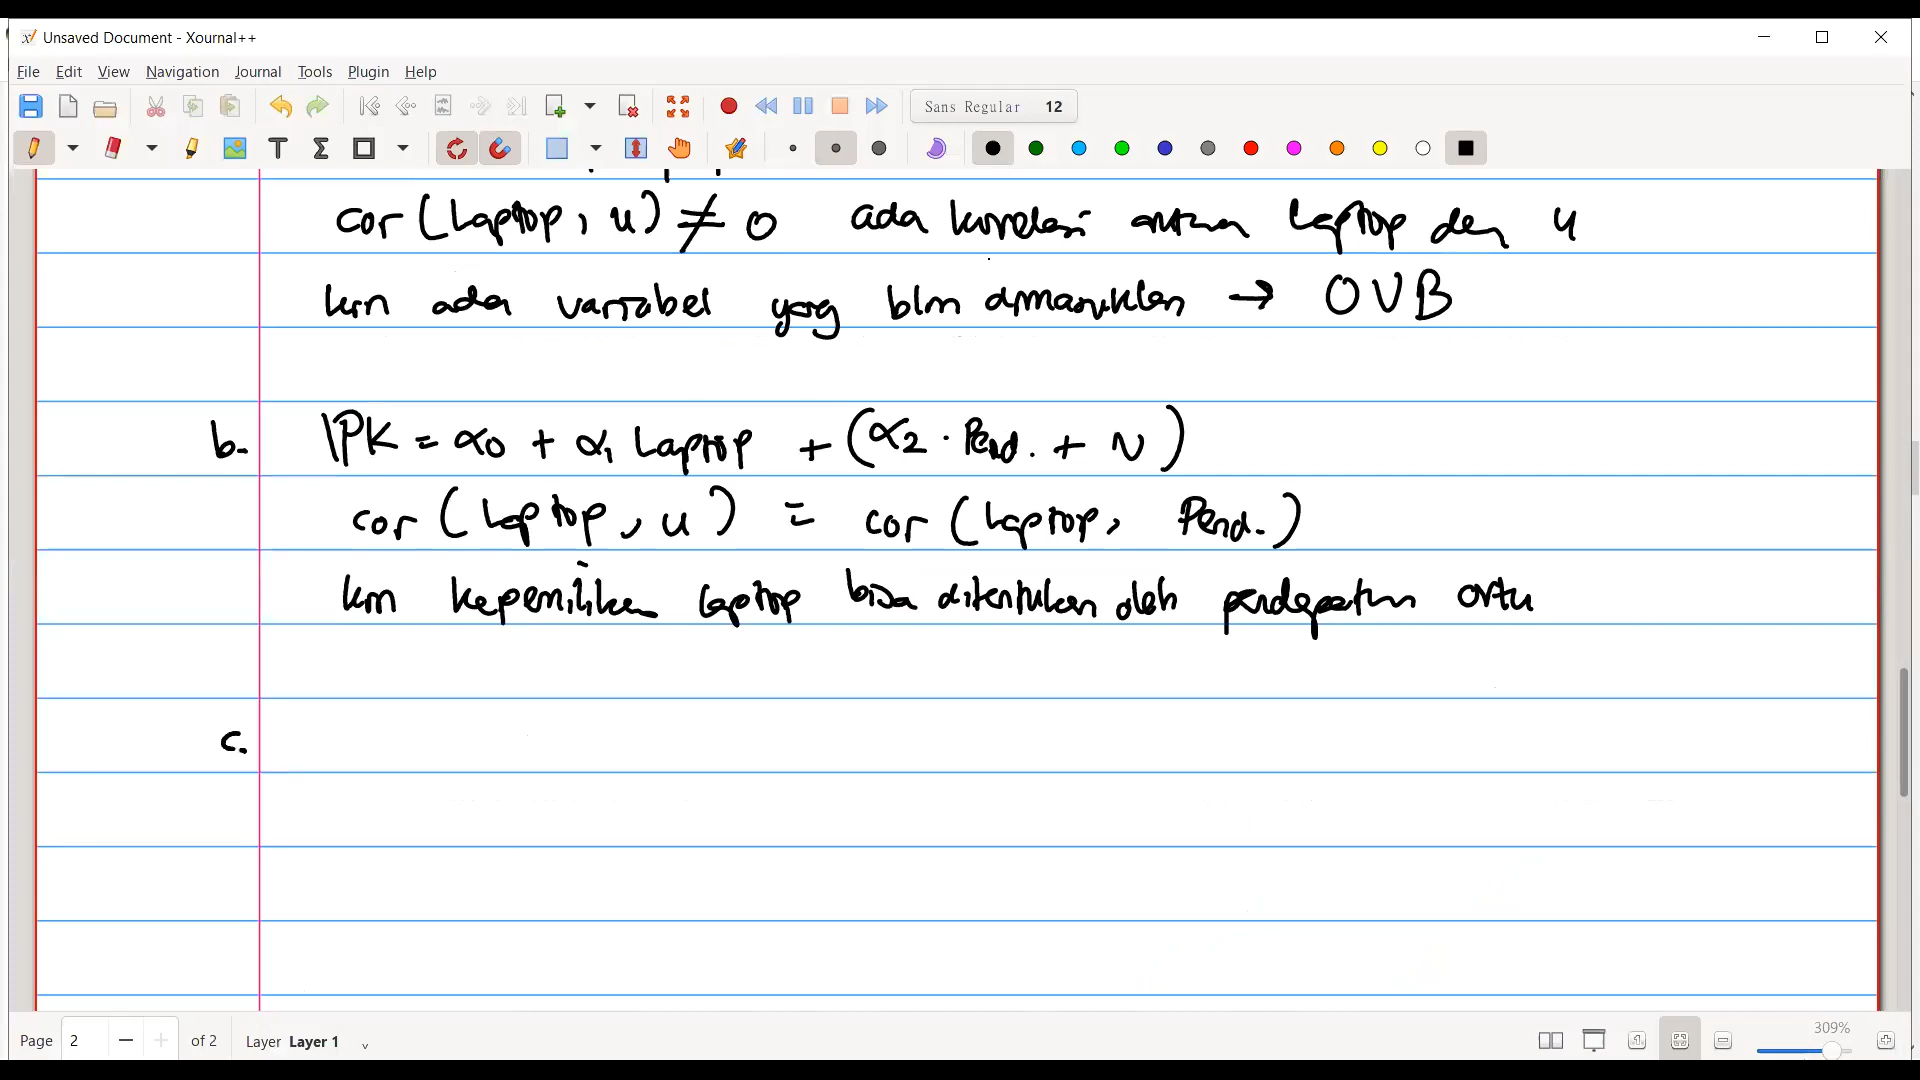 Unsaved Document - Xournal++
File Edit View Navigation Journal Tools Plugin Help
Sans Regular 12
cor (Laptop, u) ≠ 0 ada korelasi antara laptop den u
krn ada variabel yang blm dimasukkan → OVB
b. IPK = α0 + α1 Laptop + (α2 · Pend. + v)
cor (Laptop, u) = cor (Laptop, Pend.)
krn kepemilikan laptop bisa ditentukan oleh pendapatan ortu
c.
Page 2 of 2 Layer Layer 1 309%